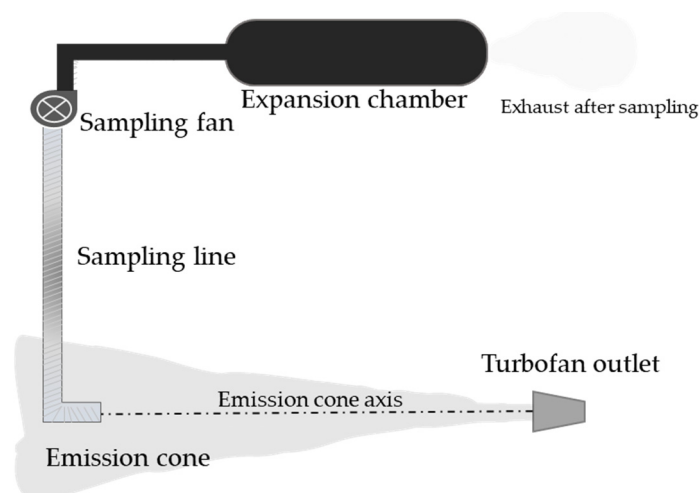 Expansion chamber
Exhaust after sampling
Sampling fan
Sampling line
Turbofan outlet
Emission cone axis
Emission cone